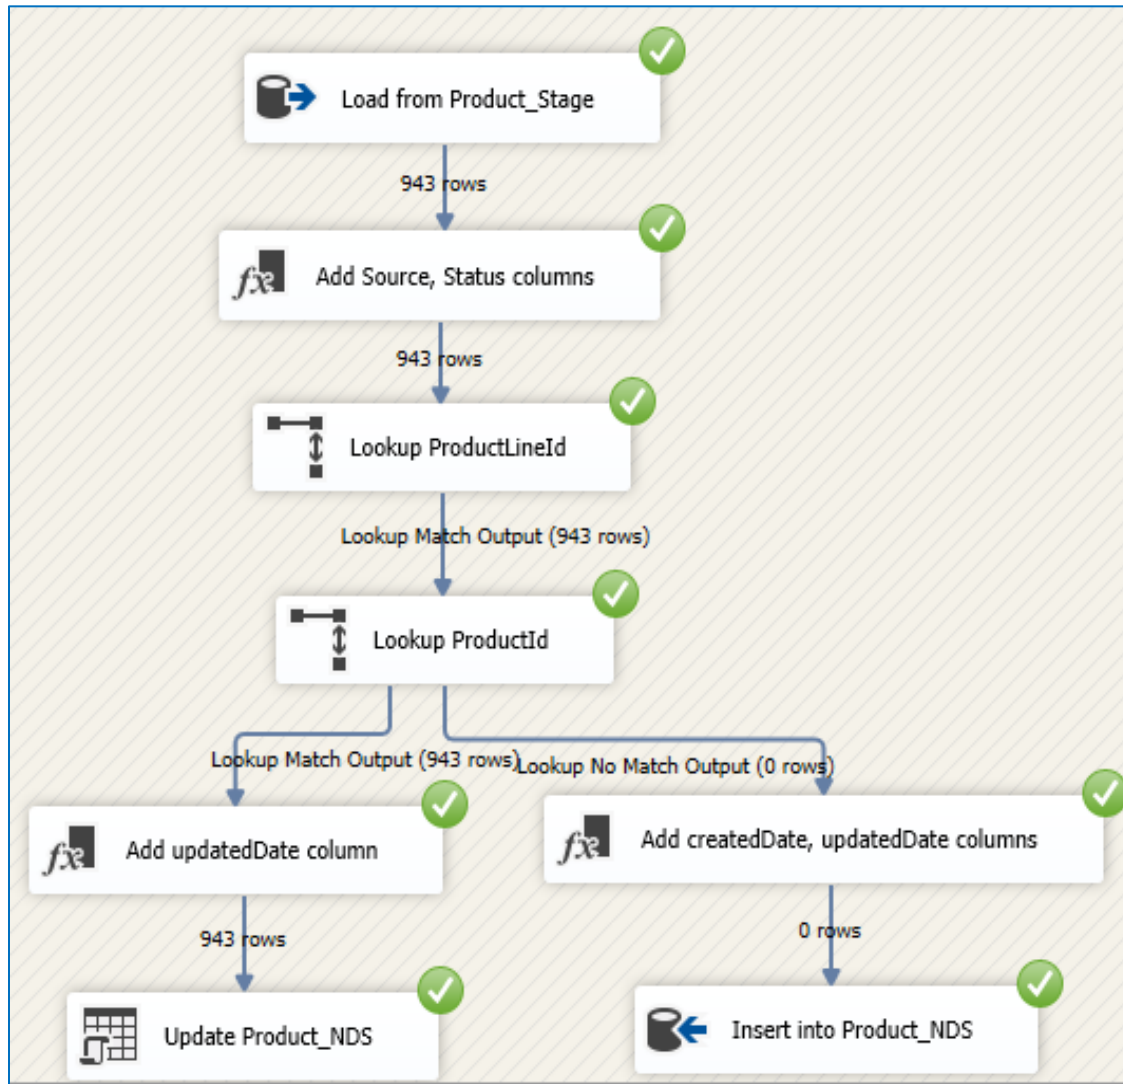 Load from Product_Stage
943 rows
Add Source, Status columns
943 rows
Lookup ProductLineId
Lookup Match Output (943 rows)
Lookup ProductId
Lookup Match Output (943 rows)
Lookup No Match Output (0 rows)
Add updatedDate column
Add createdDate, updatedDate columns
943 rows
0 rows
Update Product_NDS
Insert into Product_NDS